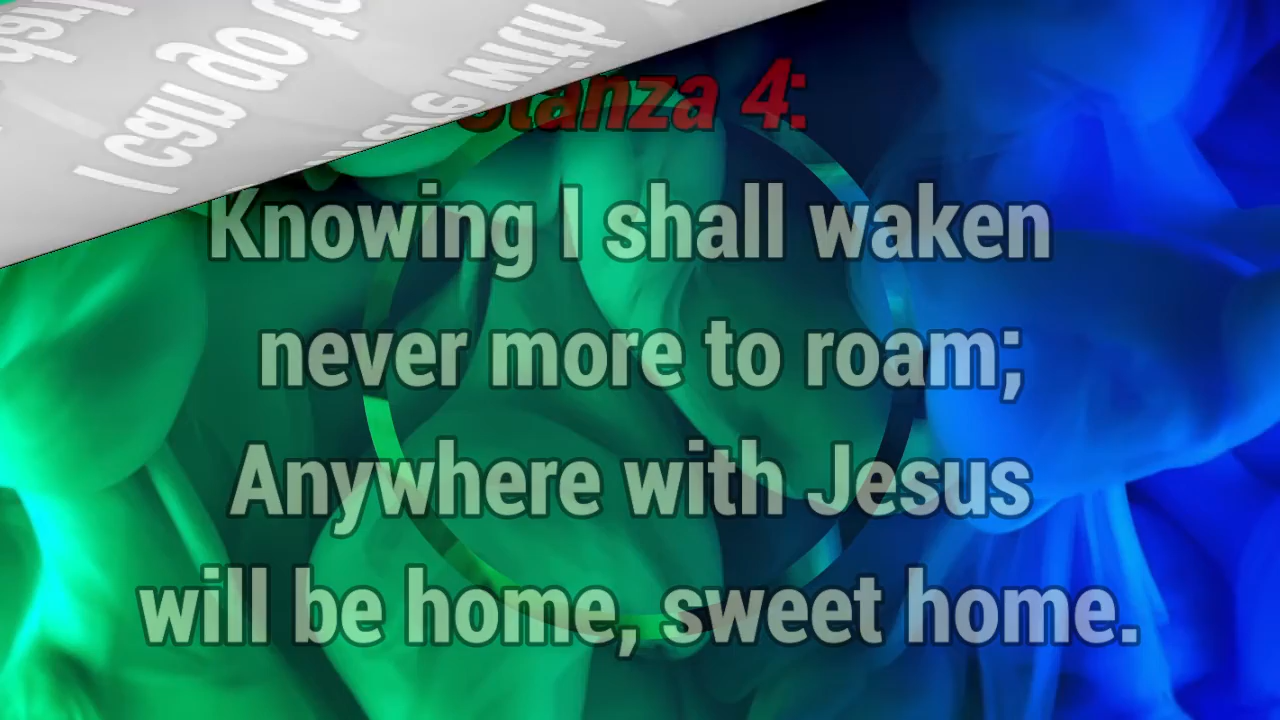 Stanza 4:
Knowing I shall waken
never more to roam;
Anywhere with Jesus
will be home, sweet home.